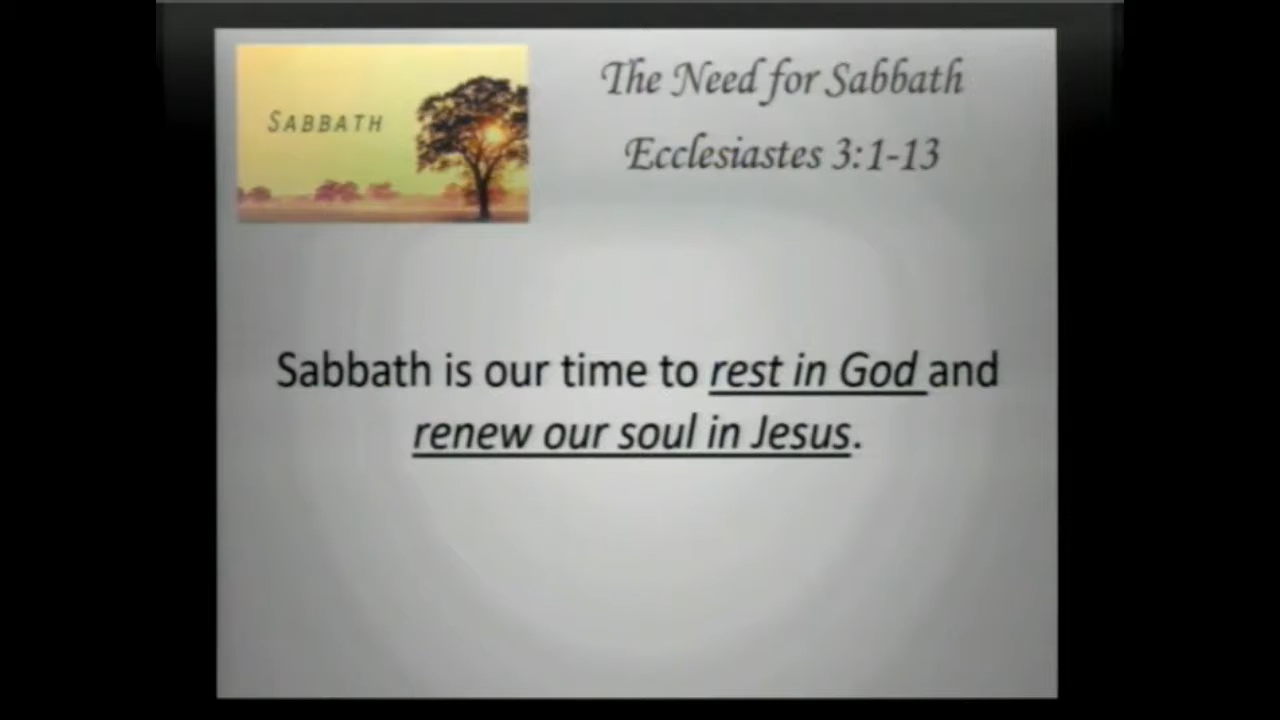 SABBATH
The Need for Sabbath
Ecclesiastes 3:1-13
Sabbath is our time to rest in God and
renew our soul in Jesus.